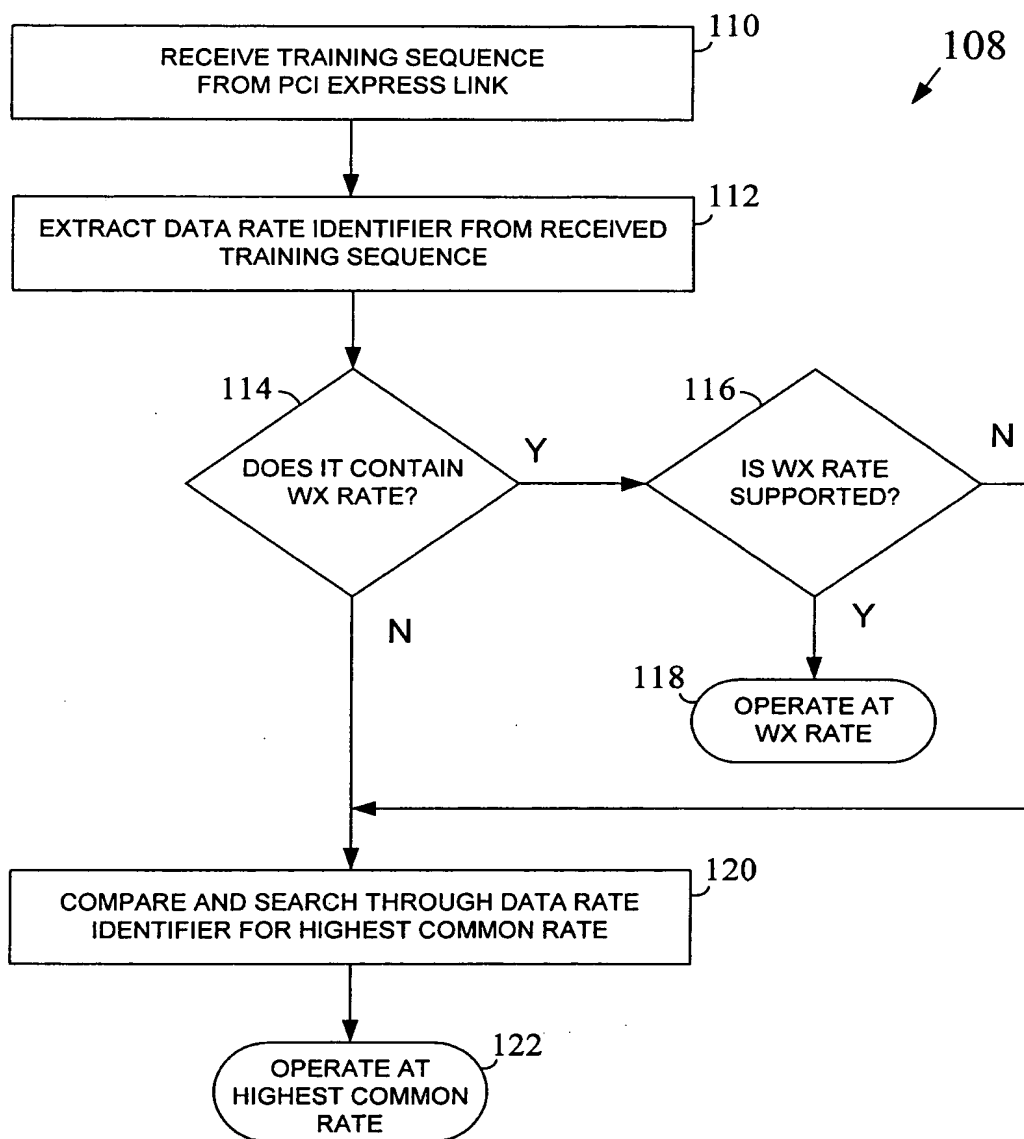 110
108
RECEIVE TRAINING SEQUENCE
FROM PCI EXPRESS LINK
112
EXTRACT DATA RATE IDENTIFIER FROM RECEIVED
TRAINING SEQUENCE
114
116
Y
N
DOES IT CONTAIN
WX RATE?
IS WX RATE
SUPPORTED?
N
Y
118
OPERATE AT
WX RATE
120
COMPARE AND SEARCH THROUGH DATA RATE
IDENTIFIER FOR HIGHEST COMMON RATE
122
OPERATE AT
HIGHEST COMMON
RATE